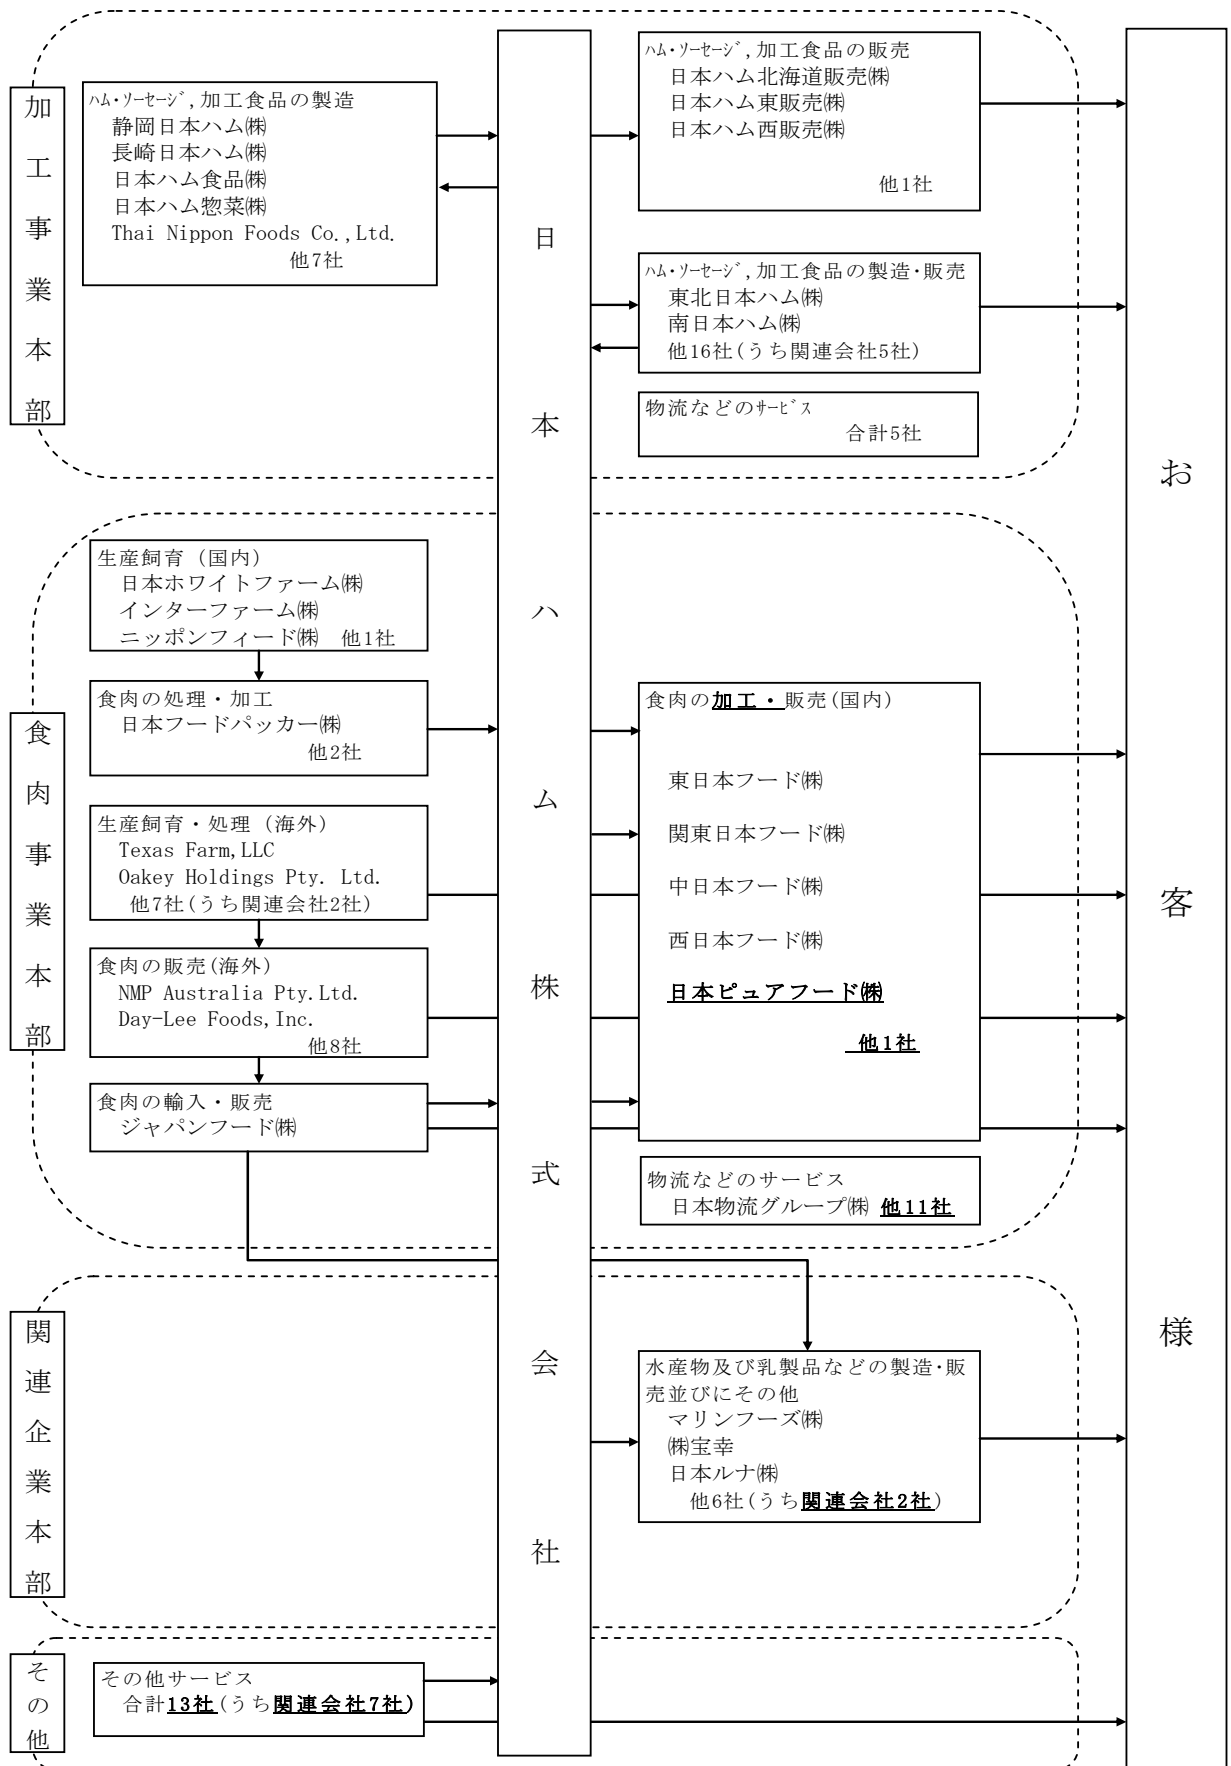 加工事業本部
ハム・ソーセージ,加工食品の製造
静岡日本ハム㈱
長崎日本ハム㈱
日本ハム食品㈱
日本ハム惣菜㈱
Thai Nippon Foods Co.,Ltd.
他7社
日本ハム株式会社
ハム・ソーセージ,加工食品の販売
日本ハム北海道販売㈱
日本ハム東販売㈱
日本ハム西販売㈱
他1社
ハム・ソーセージ,加工食品の製造・販売
東北日本ハム㈱
南日本ハム㈱
他16社(うち関連会社5社)
物流などのサービス
合計5社
お客様
食肉事業本部
生産飼育 (国内)
日本ホワイトファーム㈱
インターファーム㈱
ニッポンフィード㈱ 他1社
食肉の処理・加工
日本フードパッカー㈱
他2社
生産飼育・処理 (海外)
Texas Farm,LLC
Oakey Holdings Pty. Ltd.
他7社(うち関連会社2社)
食肉の販売(海外)
NMP Australia Pty.Ltd.
Day-Lee Foods,Inc.
他8社
食肉の輸入・販売
ジャパンフード㈱
食肉の加工・販売(国内)
東日本フード㈱
関東日本フード㈱
中日本フード㈱
西日本フード㈱
日本ピュアフード㈱
他1社
物流などのサービス
日本物流グループ㈱ 他11社
関連企業本部
水産物及び乳製品などの製造・販
売並びにその他
マリンフーズ㈱
㈱宝幸
日本ルナ㈱
他6社(うち関連会社2社)
その他
その他サービス
合計13社(うち関連会社7社)